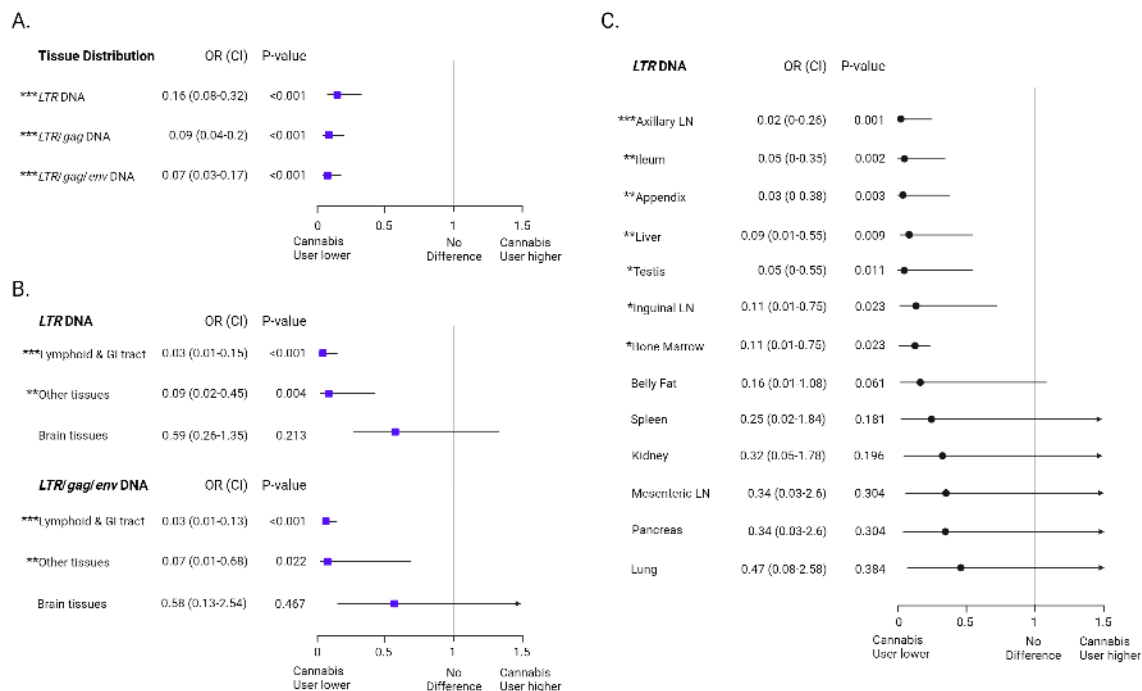 A.
Tissue Distribution OR (CI) P-value
***LTR DNA 0.16 (0.08-0.32) <0.001
***LTR/gag DNA 0.09 (0.04-0.2) <0.001
***LTR/gag/env DNA 0.07 (0.03-0.17) <0.001
0 0.5 1 1.5
Cannabis No Cannabis
User lower Difference User higher
B.
LTR DNA OR (CI) P-value
***Lymphoid & GI tract 0.03 (0.01-0.15) <0.001
**Other tissues 0.09 (0.02-0.45) 0.004
Brain tissues 0.59 (0.26-1.35) 0.213
LTR/gag/env DNA OR (CI) P-value
***Lymphoid & GI tract 0.03 (0.01-0.13) <0.001
**Other tissues 0.07 (0.01-0.68) 0.022
Brain tissues 0.58 (0.13-2.54) 0.467
0 0.5 1 1.5
Cannabis No Cannabis
User lower Difference User higher
C.
LTR DNA OR (CI) P-value
***Axillary LN 0.02 (0-0.26) 0.001
**Ileum 0.05 (0-0.35) 0.002
**Appendix 0.03 (0 0.38) 0.003
**Liver 0.09 (0.01-0.55) 0.009
*Testis 0.05 (0-0.55) 0.011
*Inguinal LN 0.11 (0.01-0.75) 0.023
*Bone Marrow 0.11 (0.01-0.75) 0.023
Belly Fat 0.16 (0.01-1.08) 0.061
Spleen 0.25 (0.02-1.84) 0.181
Kidney 0.32 (0.05-1.78) 0.196
Mesenteric LN 0.34 (0.03-2.6) 0.304
Pancreas 0.34 (0.03-2.6) 0.304
Lung 0.47 (0.08-2.58) 0.384
0 0.5 1 1.5
Cannabis No Cannabis
User lower Difference User higher